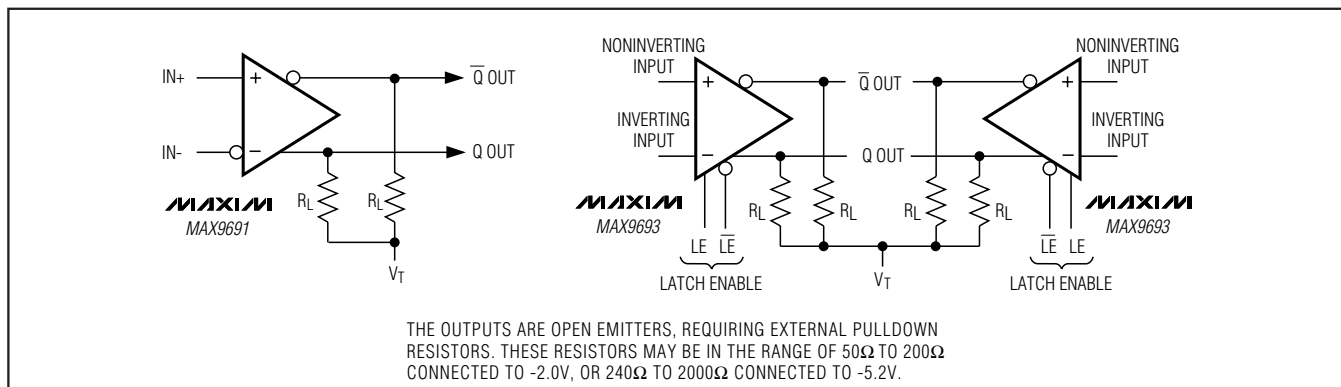 IN+
+
Q̅ OUT
IN-
−
Q OUT
RL
RL
MAXIM
MAX9691
VT
NONINVERTING
INPUT
+
Q̅ OUT
NONINVERTING
INPUT
+
INVERTING
INPUT
−
Q OUT
INVERTING
INPUT
−
MAXIM
MAX9693
RL
RL
RL
RL
MAXIM
MAX9693
LE L̅E̅
L̅E̅ LE
LATCH ENABLE
VT
LATCH ENABLE
THE OUTPUTS ARE OPEN EMITTERS, REQUIRING EXTERNAL PULLDOWN
RESISTORS. THESE RESISTORS MAY BE IN THE RANGE OF 50Ω TO 200Ω
CONNECTED TO -2.0V, OR 240Ω TO 2000Ω CONNECTED TO -5.2V.